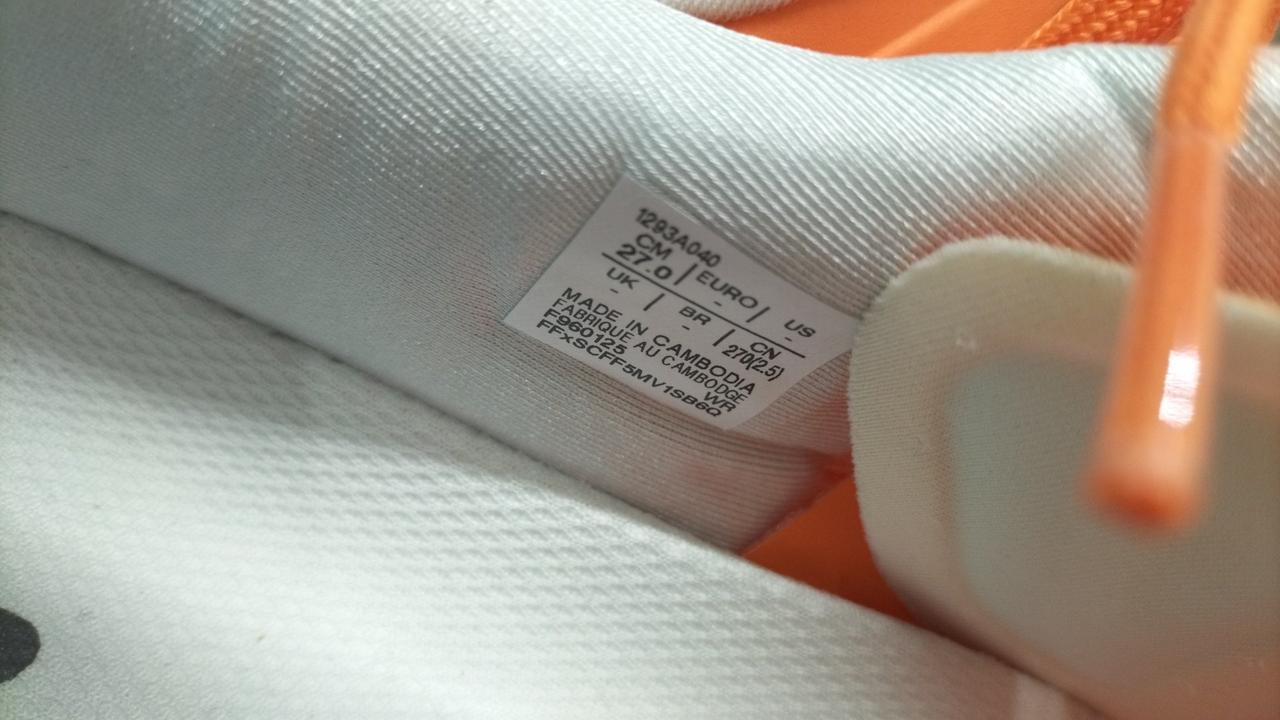 1293A040
CM | EURO | US
27.0 - -
UK | BR | CN
- - 270(2.5)
MADE IN CAMBODIA
FABRIQUÉ AU CAMBODGE
F960125 WR
FFxSCFF5MV1SB6Q